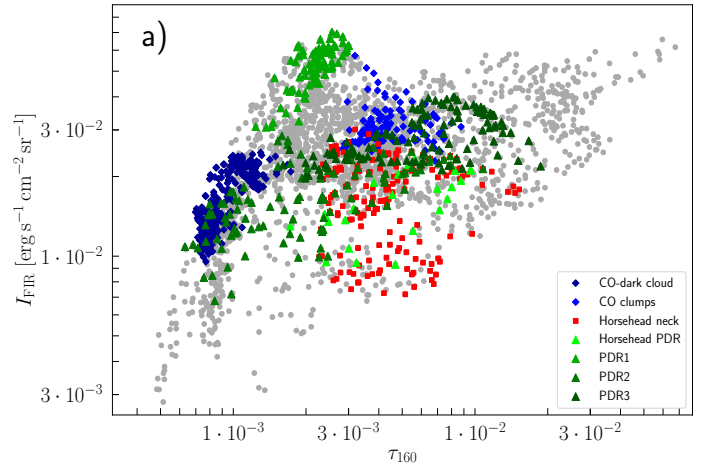 a)
3 · 10⁻²
1 · 10⁻²
3 · 10⁻³
I_FIR [erg s⁻¹ cm⁻² sr⁻¹]
CO-dark cloud
CO clumps
Horsehead neck
Horsehead PDR
PDR1
PDR2
PDR3
1 · 10⁻³ 3 · 10⁻³ 1 · 10⁻² 3 · 10⁻²
τ₁₆₀